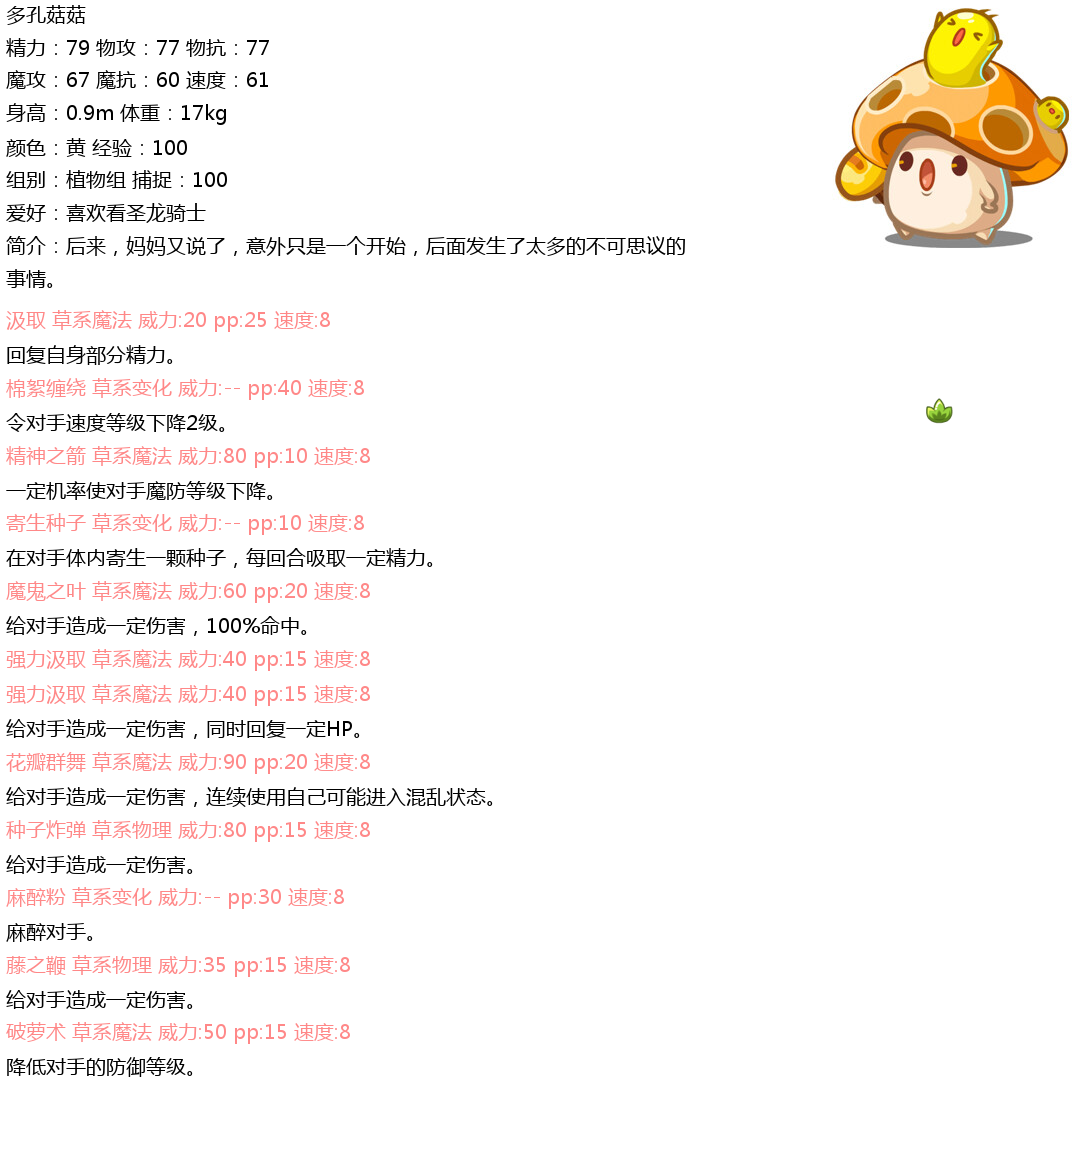 多孔菇菇
精力：79 物攻：77 物抗：77
魔攻：67 魔抗：60 速度：61
身高：0.9m 体重：17kg
颜色：黄 经验：100
组别：植物组 捕捉：100
爱好：喜欢看圣龙骑士
简介：后来，妈妈又说了，意外只是一个开始，后面发生了太多的不可思议的
事情。
汲取 草系魔法 威力:20 pp:25 速度:8
回复自身部分精力。
棉絮缠绕 草系变化 威力:-- pp:40 速度:8
令对手速度等级下降2级。
精神之箭 草系魔法 威力:80 pp:10 速度:8
一定机率使对手魔防等级下降。
寄生种子 草系变化 威力:-- pp:10 速度:8
在对手体内寄生一颗种子，每回合吸取一定精力。
魔鬼之叶 草系魔法 威力:60 pp:20 速度:8
给对手造成一定伤害，100%命中。
强力汲取 草系魔法 威力:40 pp:15 速度:8
强力汲取 草系魔法 威力:40 pp:15 速度:8
给对手造成一定伤害，同时回复一定HP。
花瓣群舞 草系魔法 威力:90 pp:20 速度:8
给对手造成一定伤害，连续使用自己可能进入混乱状态。
种子炸弹 草系物理 威力:80 pp:15 速度:8
给对手造成一定伤害。
麻醉粉 草系变化 威力:-- pp:30 速度:8
麻醉对手。
藤之鞭 草系物理 威力:35 pp:15 速度:8
给对手造成一定伤害。
破萝术 草系魔法 威力:50 pp:15 速度:8
降低对手的防御等级。